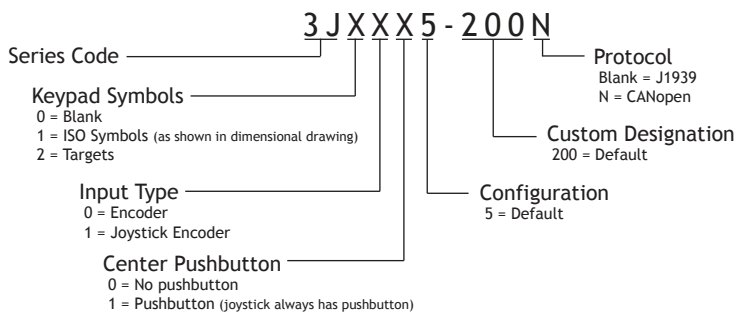 3JXXX5-200N
Series Code
Protocol
Blank = J1939
N = CANopen
Keypad Symbols
0 = Blank
1 = ISO Symbols (as shown in dimensional drawing)
2 = Targets
Custom Designation
200 = Default
Input Type
0 = Encoder
1 = Joystick Encoder
Configuration
5 = Default
Center Pushbutton
0 = No pushbutton
1 = Pushbutton (joystick always has pushbutton)